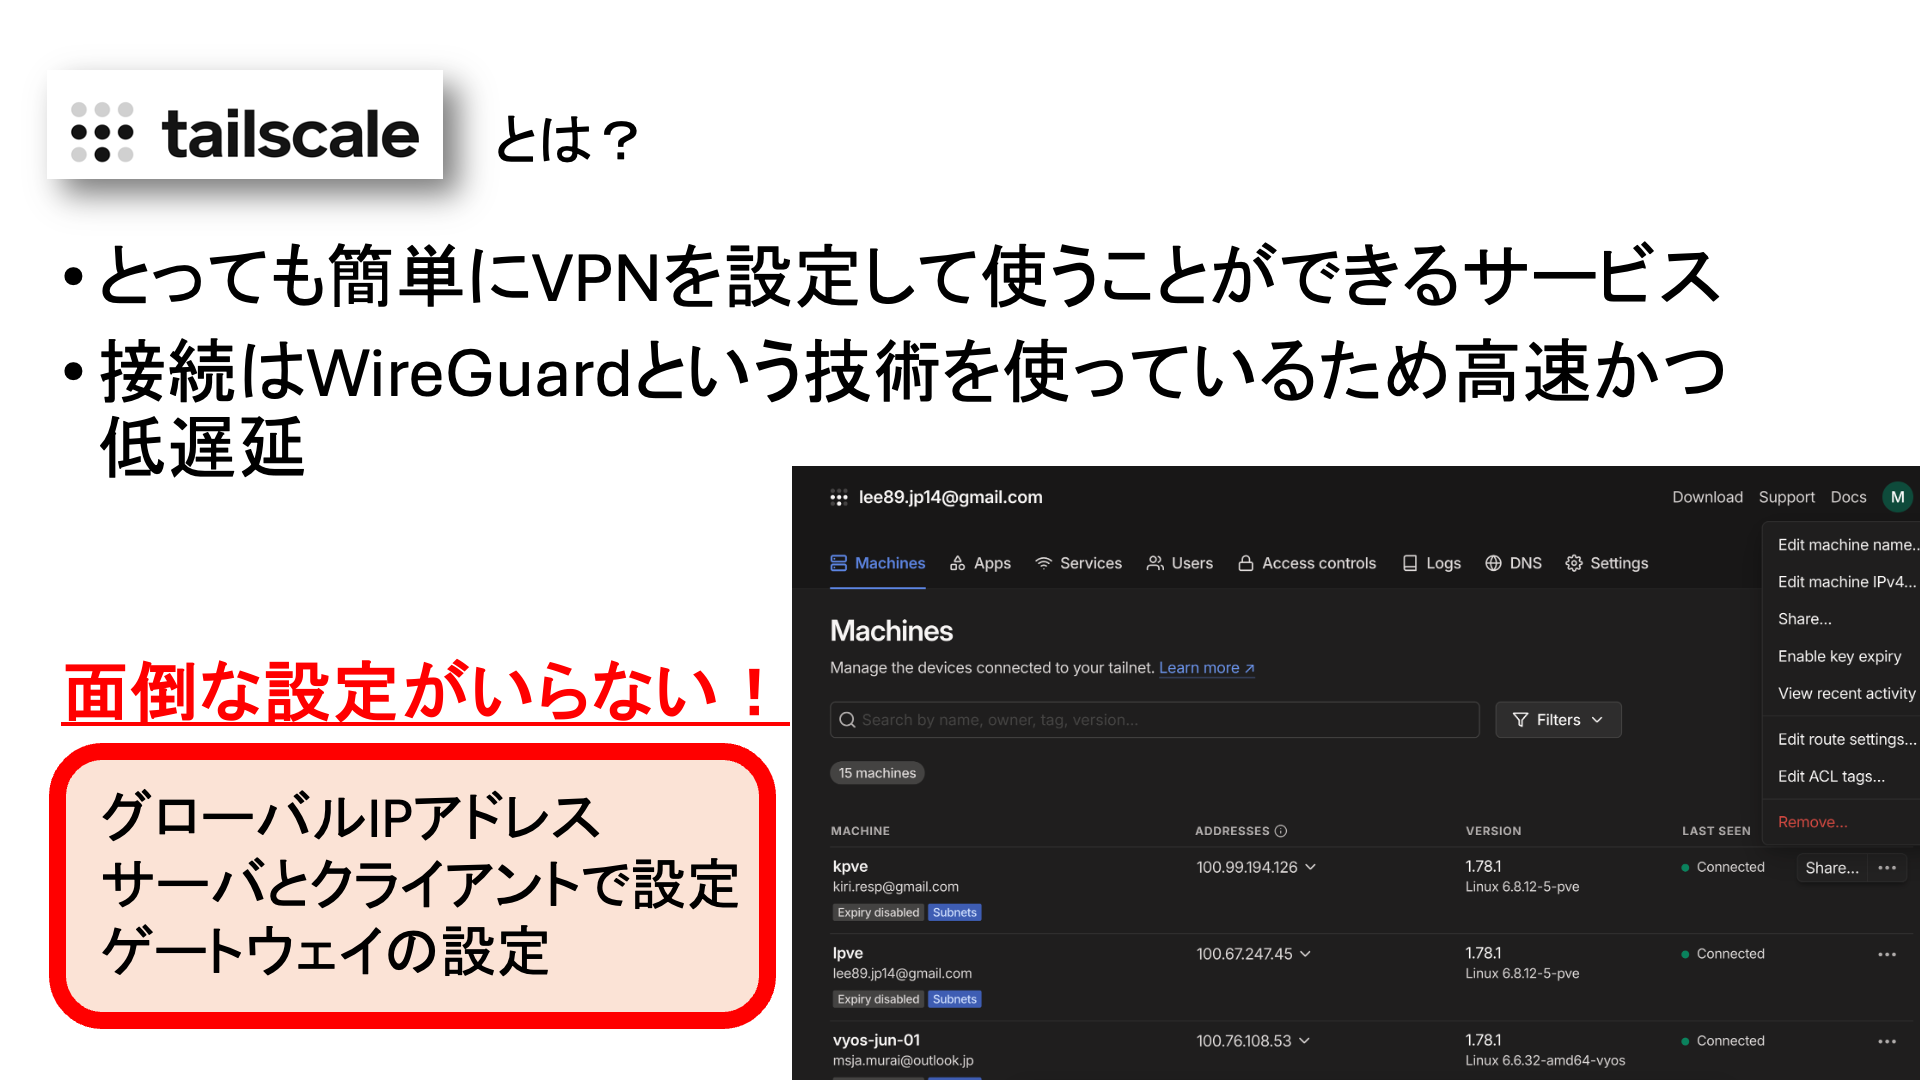 tailscale とは？
•とっても簡単にVPNを設定して使うことができるサービス
•接続はWireGuardという技術を使っているため高速かつ
低遅延
面倒な設定がいらない！
グローバルIPアドレス
サーバとクライアントで設定
ゲートウェイの設定
lee89.jp14@gmail.com
Download Support Docs M
Machines Apps Services Users Access controls Logs DNS Settings
Edit machine name...
Edit machine IPv4...
Share...
Enable key expiry
View recent activity
Edit route settings...
Edit ACL tags...
Remove...
Machines
Manage the devices connected to your tailnet. Learn more ↗
Search by name, owner, tag, version...
Filters
15 machines
MACHINE ADDRESSES VERSION LAST SEEN
kpve 100.99.194.126 1.78.1 Connected Share... •••
kiri.resp@gmail.com Linux 6.8.12-5-pve
Expiry disabled Subnets
lpve 100.67.247.45 1.78.1 Connected •••
lee89.jp14@gmail.com Linux 6.8.12-5-pve
Expiry disabled Subnets
vyos-jun-01 100.76.108.53 1.78.1 Connected •••
msja.murai@outlook.jp Linux 6.6.32-amd64-vyos